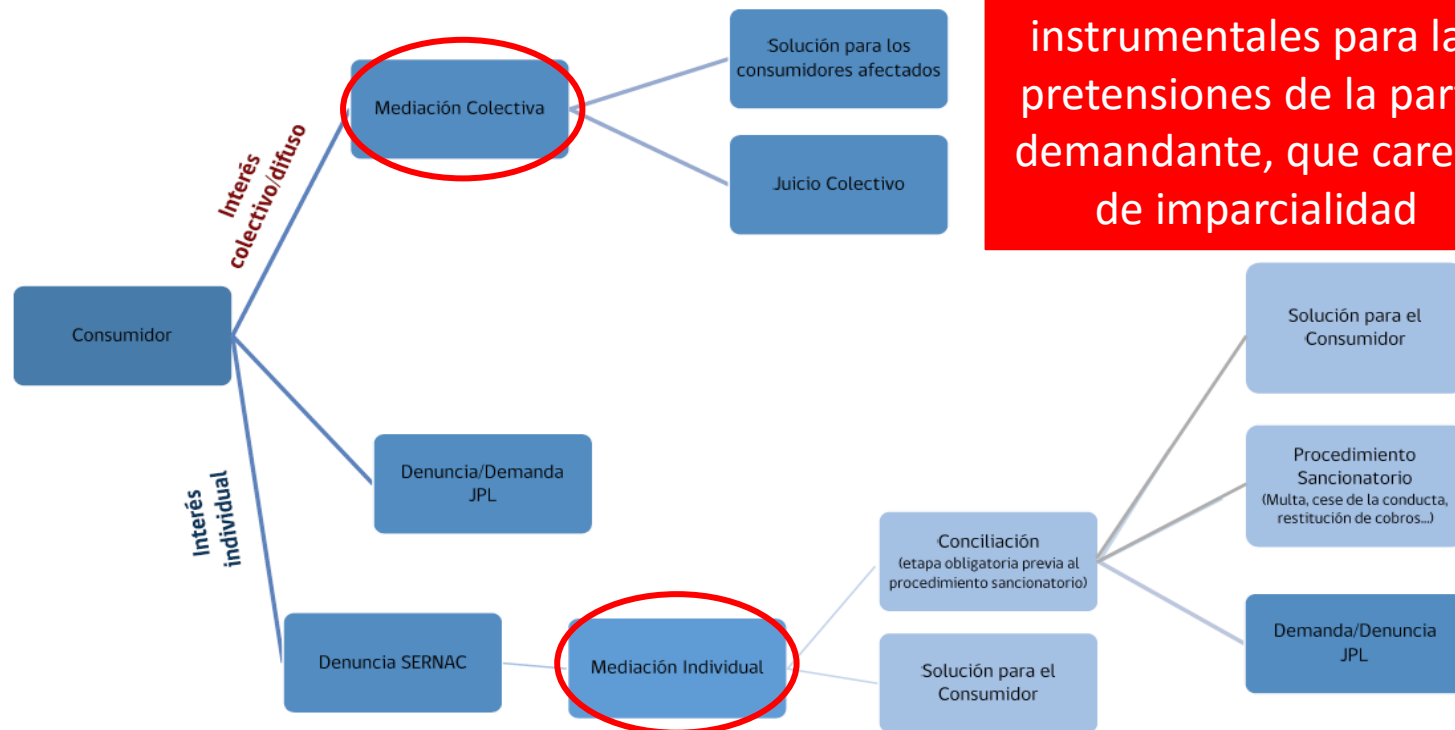 instrumentales para la
pretensiones de la
demandante, que
de imparcialidad
Solución para los
consumidores afectados
Mediación Colectiva
Juicio Colectivo
Interés
colectivo/difuso
Consumidor
Interés
individual
Denuncia/Demanda
JPL
Denuncia SERNAC
Mediación Individual
Conciliación
(etapa obligatoria previa al
procedimiento sancionatorio)
Solución para el
Consumidor
Solución para el
Consumidor
Procedimiento
Sancionatorio
(Multa, cese de la conducta,
restitución de cobros...)
Demanda/Denuncia
JPL